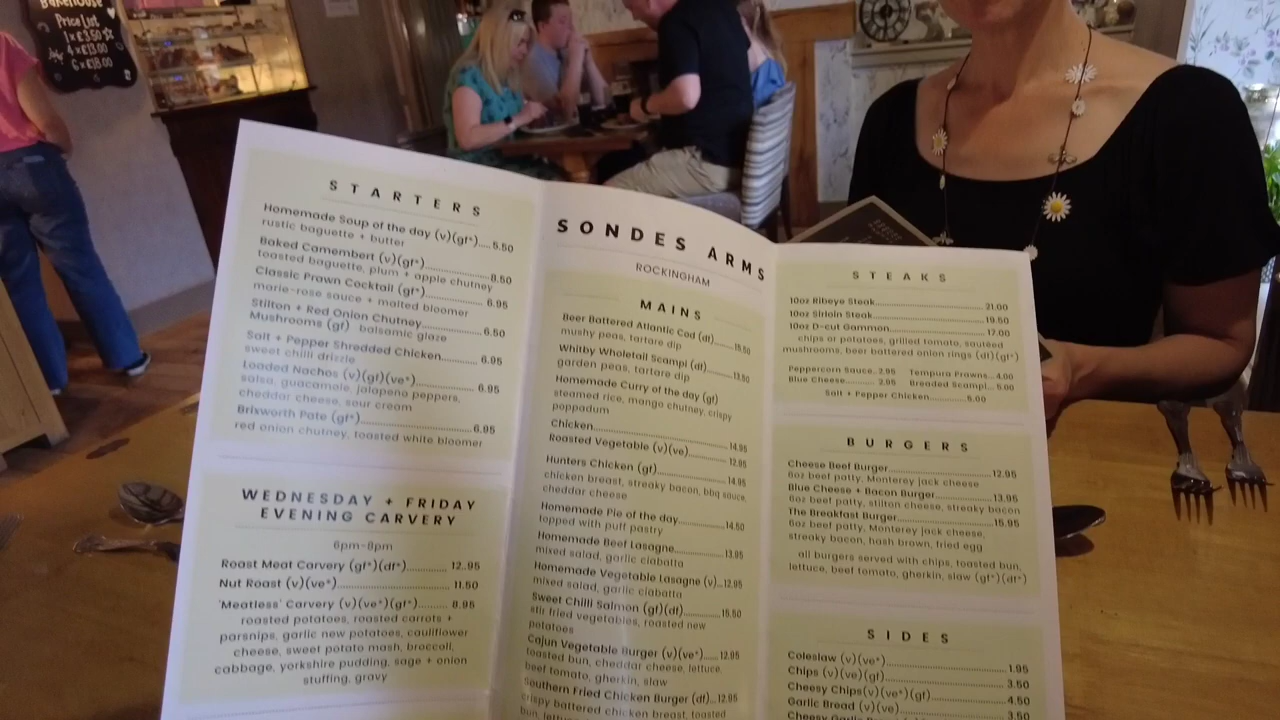 BAKEHOUSE
Price List
1 x £3.50
4 x £13.00
6 x £18.00
STARTERS
Homemade Soup of the day (v)(gf*)....5.50
rustic baguette + butter
Baked Camembert (v)(gf*)..............8.50
toasted baguette, plum + apple chutney
Classic Prawn Cocktail (gf*)........... 6.95
marie-rose sauce + malted bloomer
Stilton + Red Onion Chutney.............. 6.50
Mushrooms (gf) balsamic glaze
Salt + Pepper Shredded Chicken.......... 6.95
sweet chilli drizzle
Loaded Nachos (v)(gf)(ve*)............... 6.95
salsa, guacamole, jalapeno peppers,
cheddar cheese, sour cream
Brixworth Pate (gf*)........................6.95
red onion chutney, toasted white bloomer
WEDNESDAY + FRIDAY
EVENING CARVERY
6pm-8pm
Roast Meat Carvery (gf*)(df*).......... 12.95
Nut Roast (v)(ve*)............................ 11.50
'Meatless' Carvery (v)(ve*)(gf*)......... 8.95
roasted potatoes, roasted carrots +
parsnips, garlic new potatoes, cauliflower
cheese, sweet potato mash, broccoli,
cabbage, yorkshire pudding, sage + onion
stuffing, gravy
SONDES ARMS
ROCKINGHAM
MAINS
Beer Battered Atlantic Cod (df)....15.50
mushy peas, tartare dip
Whitby Wholetail Scampi (df)........13.50
garden peas, tartare dip
Homemade Curry of the day (gf)
steamed rice, mango chutney, crispy
poppadum
Chicken...................................14.95
Roasted Vegetable (v)(ve)............ 12.95
Hunters Chicken (gf)..................... 14.95
chicken breast, streaky bacon, bbq sauce,
cheddar cheese
Homemade Pie of the day.............. 14.50
topped with puff pastry
Homemade Beef Lasagne.............. 13.95
mixed salad, garlic ciabatta
Homemade Vegetable Lasagne (v)..12.95
mixed salad, garlic ciabatta
Sweet Chilli Salmon (gf)(df)............15.50
stir fried vegetables, roasted new
potatoes
Cajun Vegetable Burger (v)(ve*).... 12.95
toasted bun, cheddar cheese, lettuce,
beef tomato, gherkin, slaw
Southern Fried Chicken Burger (df)..12.95
crispy battered chicken breast, toasted
bun,
STEAKS
10oz Ribeye Steak........................... 21.00
10oz Sirloin Steak............................ 19.50
10oz D-cut Gammon........................ 17.00
chips or potatoes, grilled tomato, sautéed
mushrooms, beer battered onion rings (df)(gf*)
Peppercorn Sauce.. 2.95 Tempura Prawns... 4.00
Blue Cheese........... 2.95 Breaded Scampi... 5.00
Salt + Pepper Chicken............ 5.00
BURGERS
Cheese Beef Burger........................ 12.95
6oz beef patty, Monterey jack cheese
Blue Cheese + Bacon Burger............. 13.95
6oz beef patty, stilton cheese, streaky bacon
The Breakfast Burger...................... 15.95
6oz beef patty, Monterey jack cheese,
streaky bacon, hash brown, fried egg
all burgers served with chips, toasted bun,
lettuce, beef tomato, gherkin, slaw (gf*)(df*)
SIDES
Coleslaw (v)(ve*)............................ 1.95
Chips (v)(ve)(gf)............................. 3.50
Cheesy Chips(v)(ve*)(gf)................. 4.50
Garlic Bread (v)(ve)........................ 3.50